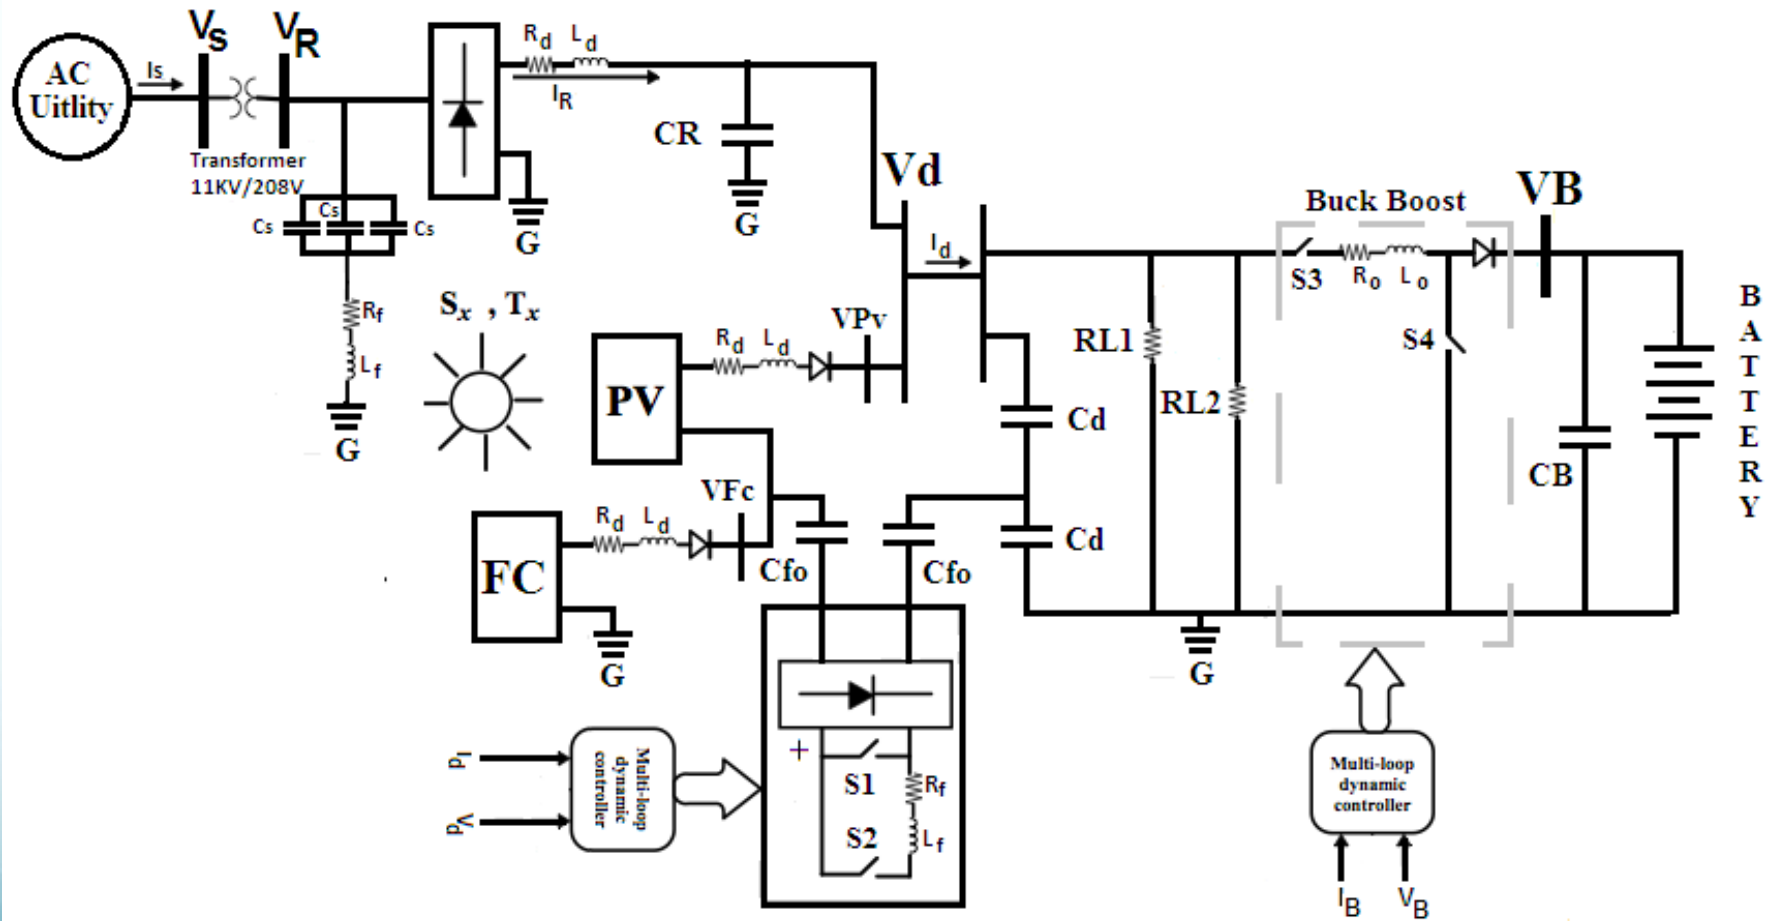 AC
Uitlity
Is
VS
VR
Transformer
11KV/208V
Cs
Cs
Cs
Rf
Lf
G
G
Rd Ld
IR
CR
G
Vd
Id
Sx , Tx
PV
Rd Ld
VPv
FC
Rd Ld
VFc
G
Cfo
Cfo
Cd
Cd
RL1
RL2
G
Buck Boost
S3
Ro Lo
S4
VB
CB
BATTERY
+
S1
S2
Rf
Lf
Id
Vd
Multi-loop
dynamic
controller
Multi-loop
dynamic
controller
IB
VB